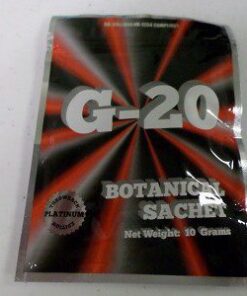 G-20
BOTANICAL
SACHET
Net Weight: 10 Grams
PLATINUM